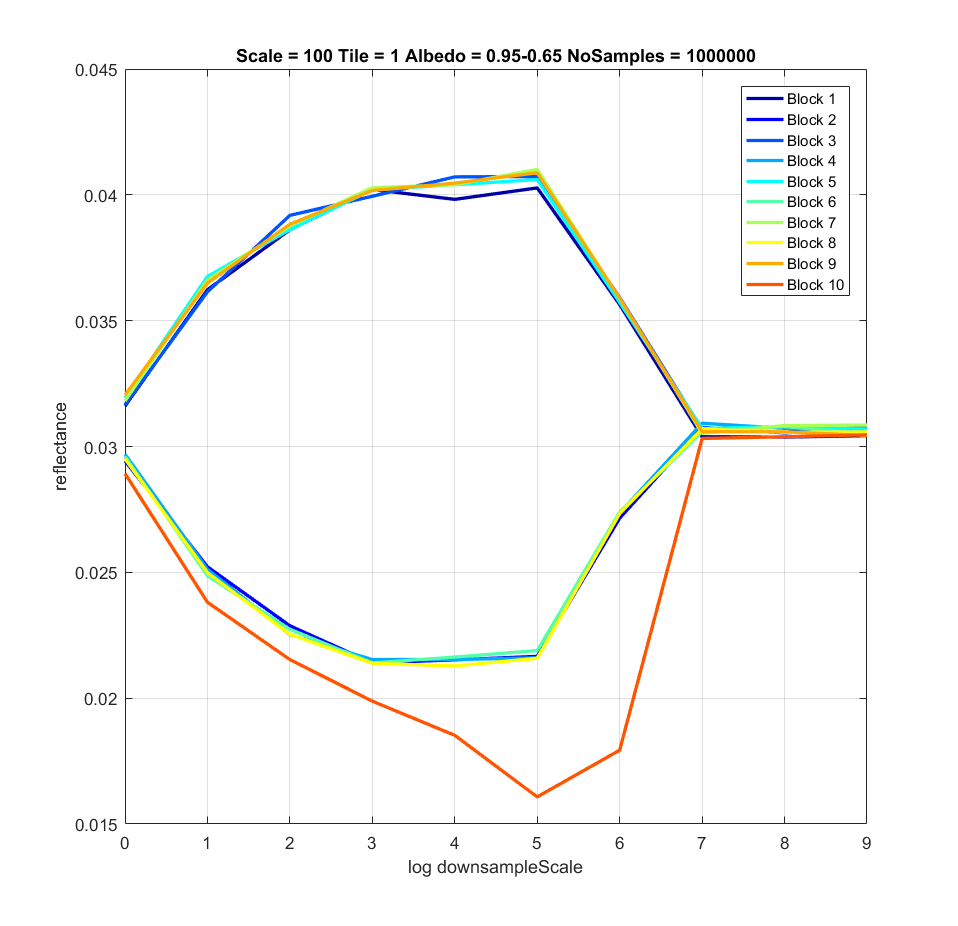 Scale = 100 Tile = 1 Albedo = 0.95-0.65 NoSamples = 1000000
0.045
0.04
0.035
0.03
0.025
0.02
0.015
reflectance
Block 1
Block 2
Block 3
Block 4
Block 5
Block 6
Block 7
Block 8
Block 9
Block 10
0 1 2 3 4 5 6 7 8 9
log downsampleScale